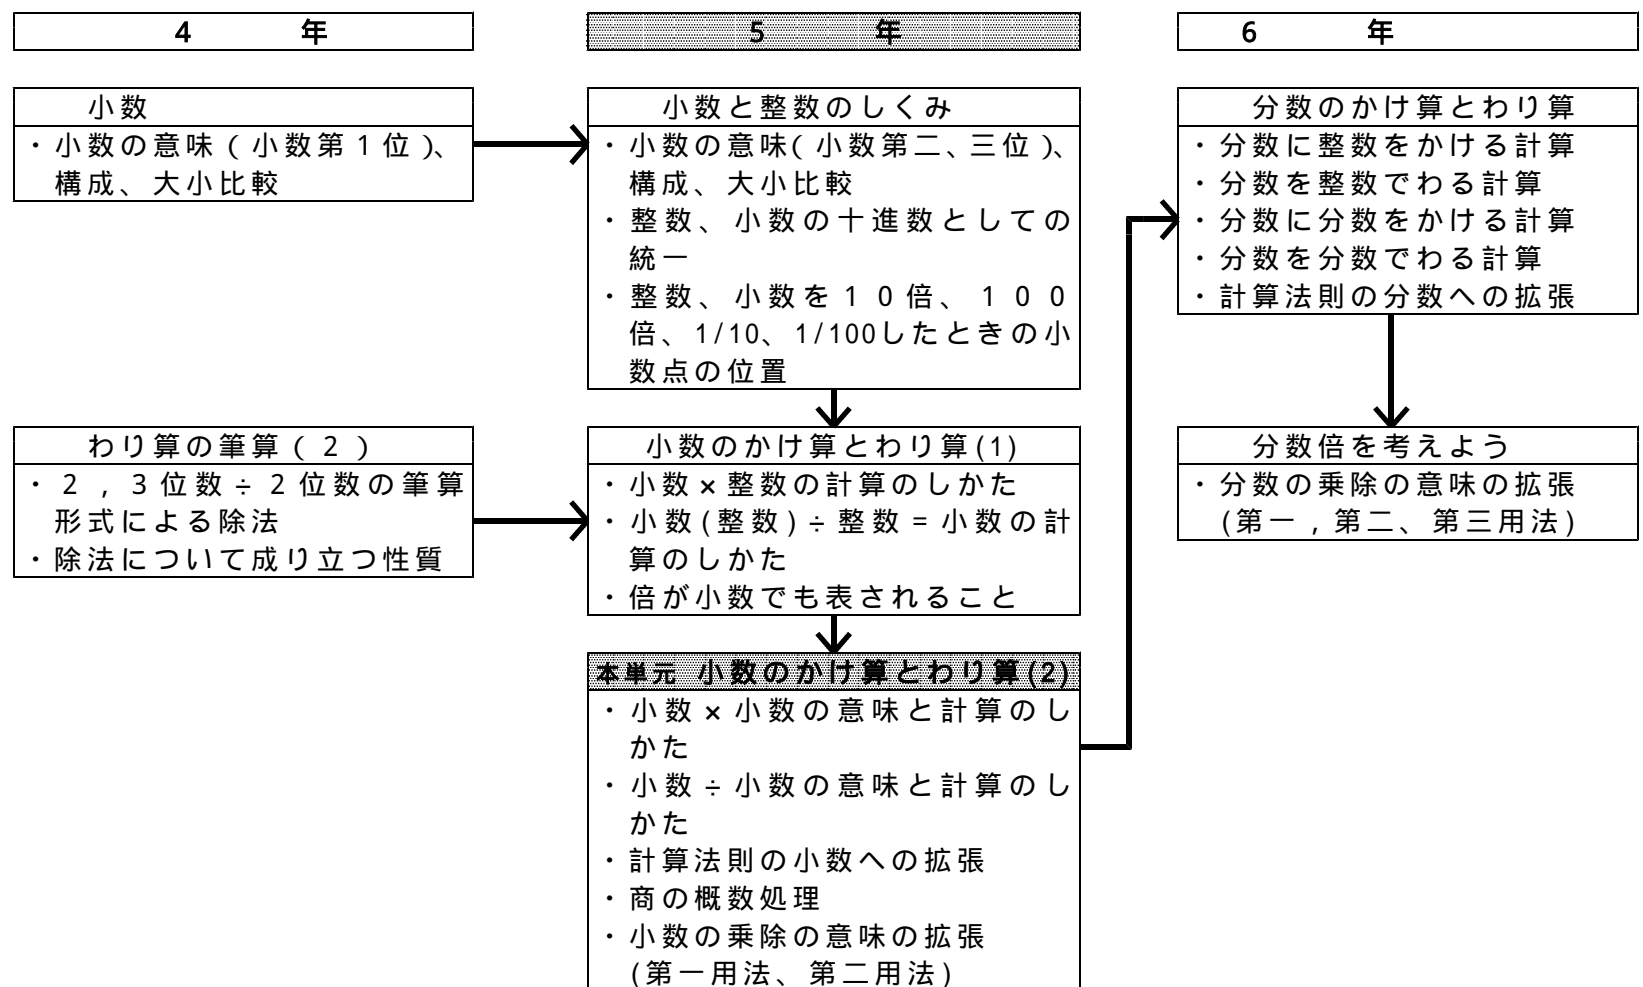 4 年
5 年
6 年
小数
・小数の意味(小数第1位)、
構成、大小比較
わり算の筆算(2)
・2,3位数÷2位数の筆算
形式による除法
・除法について成り立つ性質
小数と整数のしくみ
・小数の意味(小数第二、三位)、
構成、大小比較
・整数、小数の十進数としての
統一
・整数、小数を10倍、100
倍、1/10、1/100したときの小
数点の位置
小数のかけ算とわり算(1)
・小数×整数の計算のしかた
・小数(整数)÷整数=小数の計
算のしかた
・倍が小数でも表されること
本単元 小数のかけ算とわり算(2)
・小数×小数の意味と計算のし
かた
・小数÷小数の意味と計算のし
かた
・計算法則の小数への拡張
・商の概数処理
・小数の乗除の意味の拡張
(第一用法、第二用法)
分数のかけ算とわり算
・分数に整数をかける計算
・分数を整数でわる計算
・分数に分数をかける計算
・分数を分数でわる計算
・計算法則の分数への拡張
分数倍を考えよう
・分数の乗除の意味の拡張
(第一,第二、第三用法)